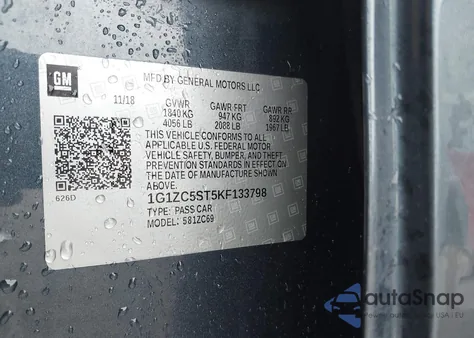 GM
MFD BY GENERAL MOTORS LLC
11/18 GVWR GAWR FRT GAWR RR
1840 KG 947 KG 892 KG
4056 LB 2088 LB 1967 LB
THIS VEHICLE CONFORMS TO ALL
APPLICABLE U.S. FEDERAL MOTOR
VEHICLE SAFETY, BUMPER, AND THEFT
PREVENTION STANDARDS IN EFFECT ON
THE DATE OF MANUFACTURE SHOWN
ABOVE.
626D
1G1ZC5ST5KF133798
TYPE: PASS CAR
MODEL: 581ZC69
autoSnap